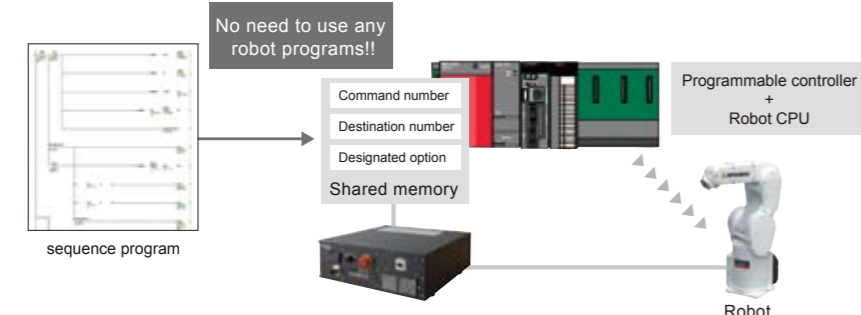 No need to use any
robot programs!!
Command number
Destination number
Designated option
Shared memory
Programmable controller
+
Robot CPU
sequence program
Robot